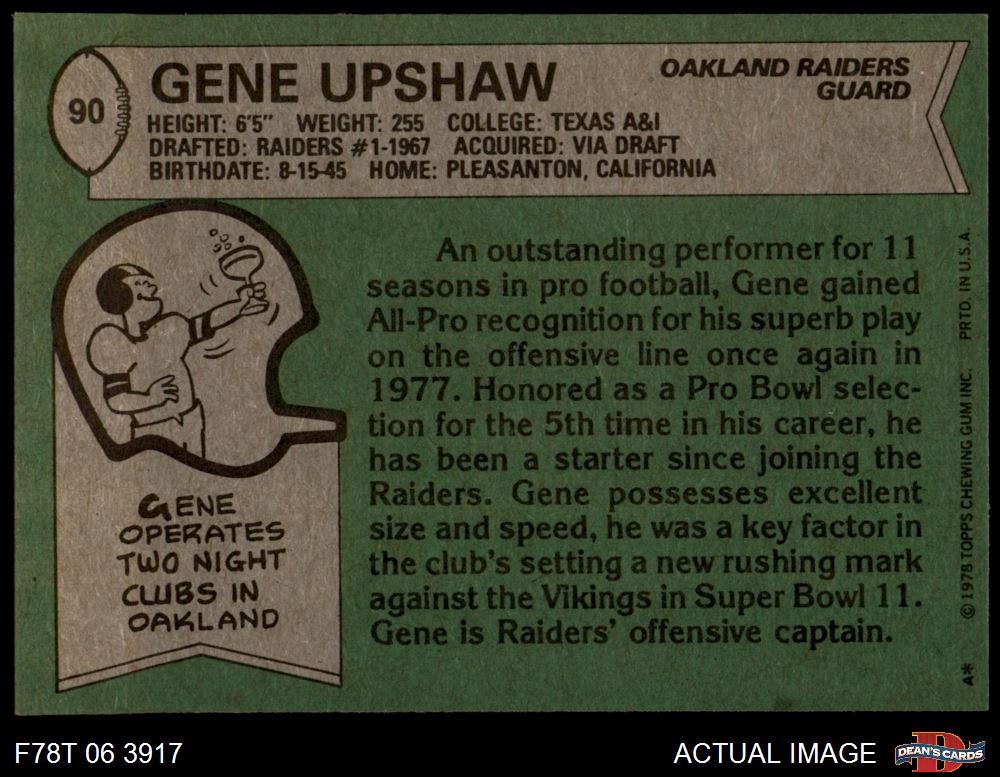 90
GENE UPSHAW
OAKLAND RAIDERS
GUARD
HEIGHT: 6'5" WEIGHT: 255 COLLEGE: TEXAS A&I
DRAFTED: RAIDERS #1-1967 ACQUIRED: VIA DRAFT
BIRTHDATE: 8-15-45 HOME: PLEASANTON, CALIFORNIA
GENE
OPERATES
TWO NIGHT
CLUBS IN
OAKLAND
An outstanding performer for 11
seasons in pro football, Gene gained
All-Pro recognition for his superb play
on the offensive line once again in
1977. Honored as a Pro Bowl selec-
tion for the 5th time in his career, he
has been a starter since joining the
Raiders. Gene possesses excellent
size and speed, he was a key factor in
the club's setting a new rushing mark
against the Vikings in Super Bowl 11.
Gene is Raiders' offensive captain.
A* © 1978 TOPPS CHEWING GUM INC. PRTD. IN U.S.A.
F78T 06 3917
ACTUAL IMAGE
D
DEAN'S CARDS